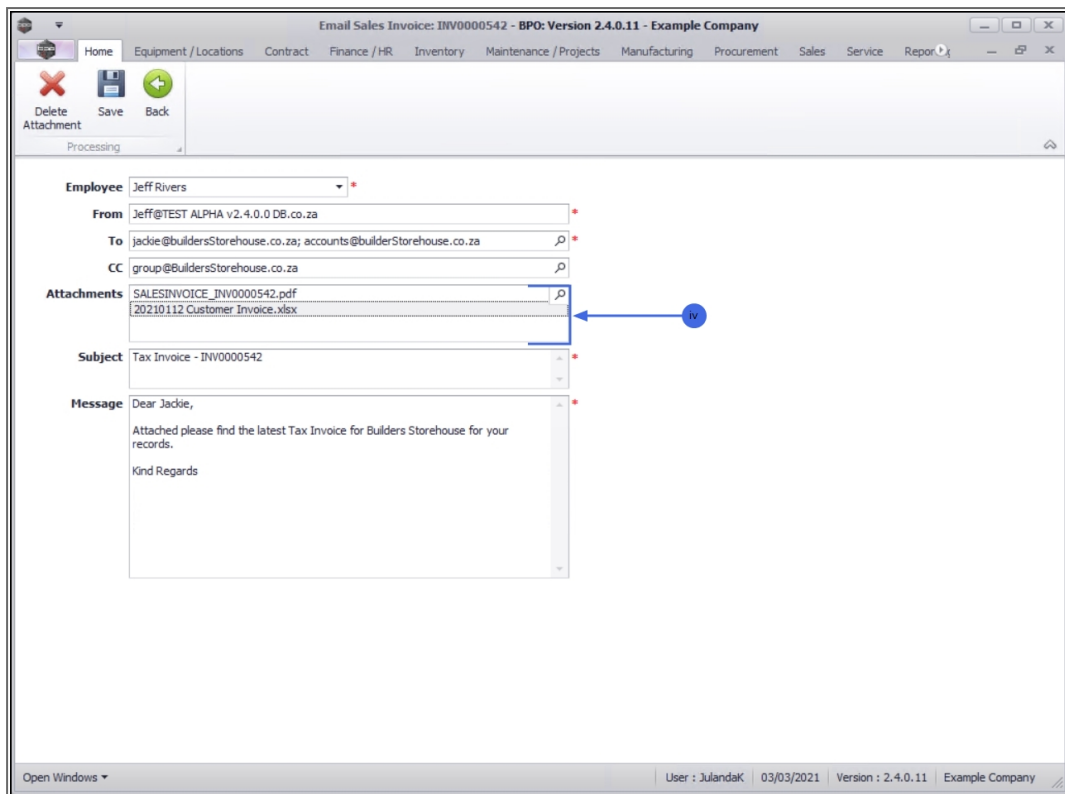 Email Sales Invoice: INV0000542 - BPO: Version 2.4.0.11 - Example Company
Home Equipment / Locations Contract Finance / HR Inventory Maintenance / Projects Manufacturing Procurement Sales Service
Delete Attachment
Save
Back
Processing
Employee Jeff Rivers *
From Jeff@TEST ALPHA v2.4.0.0 DB.co.za *
To jackie@buildersStorehouse.co.za; accounts@builderStorehouse.co.za *
CC group@BuildersStorehouse.co.za
Attachments SALESINVOICE_INV0000542.pdf
20210112 Customer Invoice.xlsx
iv
Subject Tax Invoice - INV0000542 *
Message Dear Jackie, *
Attached please find the latest Tax Invoice for Builders Storehouse for your
records.
Kind Regards
Open Windows User : JulandaK 03/03/2021 Version : 2.4.0.11 Example Company